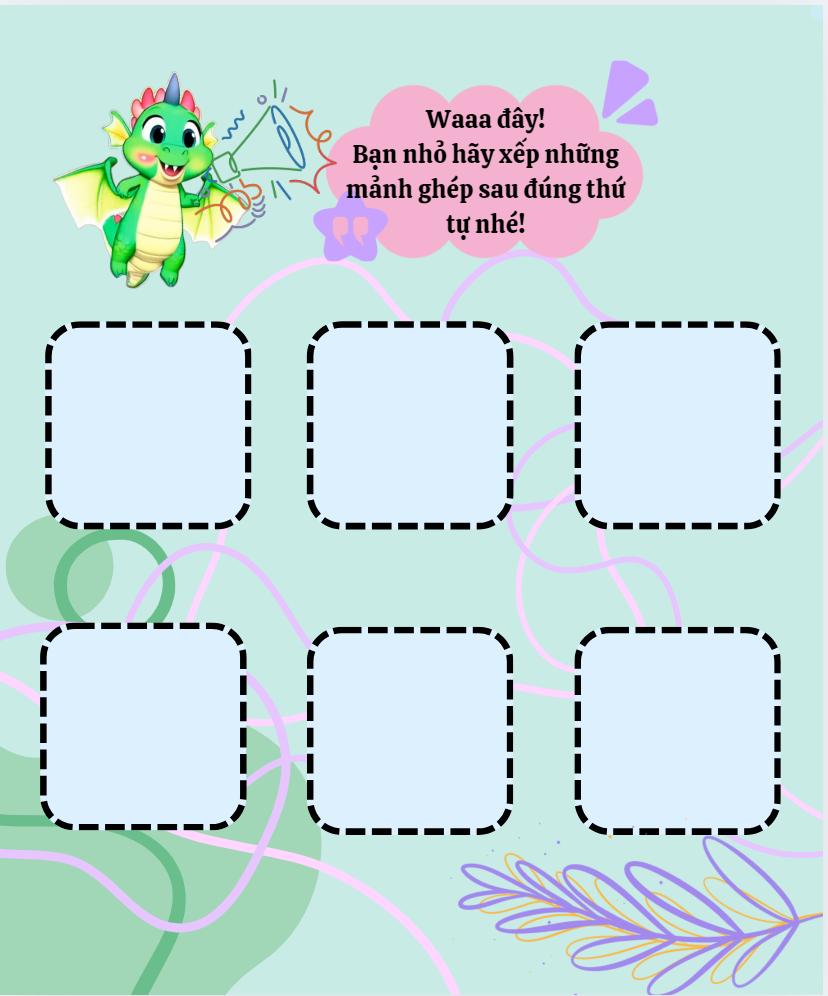 Waaa đây!
Bạn nhỏ hãy xếp những
mảnh ghép sau đúng thứ
tự nhé!